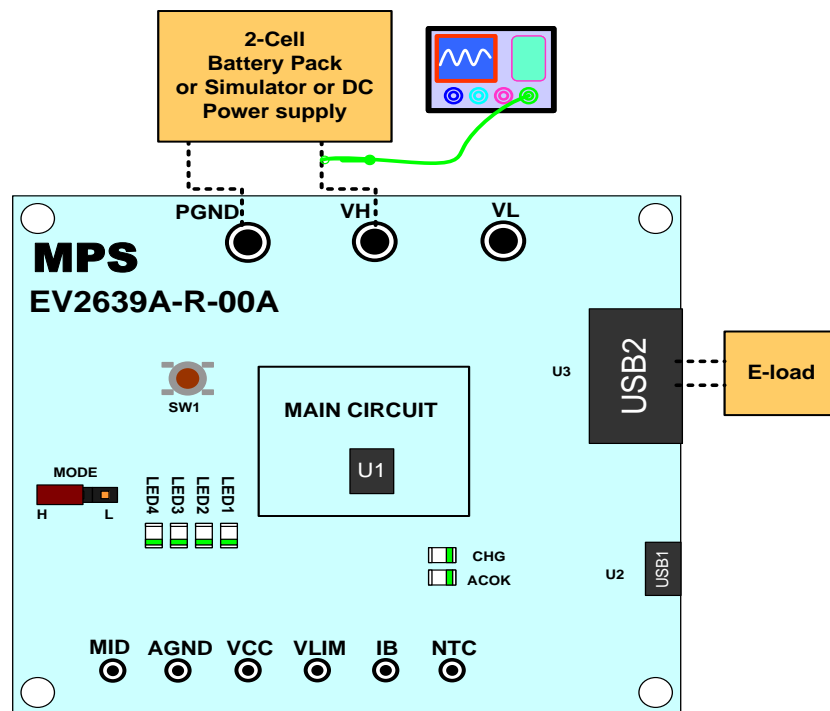 2-Cell
Battery Pack
or Simulator or DC
Power supply
PGND
VH
VL
MPS
EV2639A-R-00A
SW1
MAIN CIRCUIT
U1
U3
USB2
E-load
MODE
H
L
LED4
LED3
LED2
LED1
CHG
ACOK
U2
USB1
MID
AGND
VCC
VLIM
IB
NTC